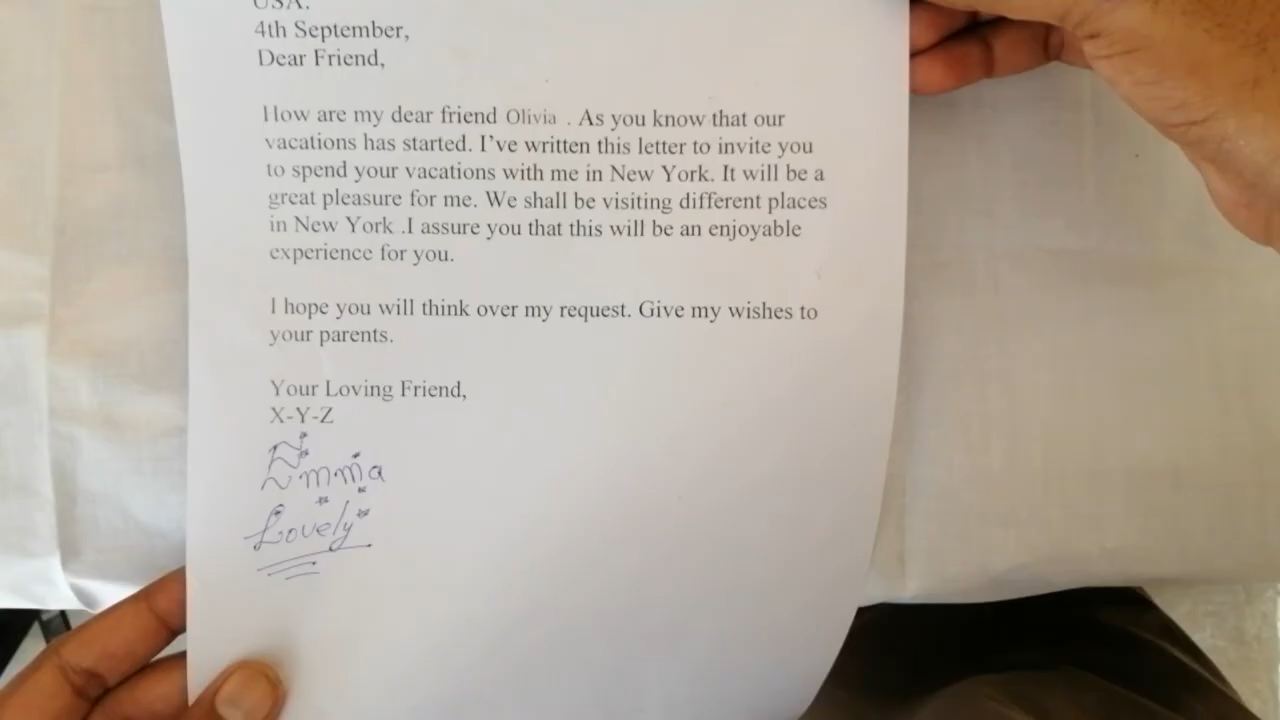 USA.
4th September,
Dear Friend,
How are my dear friend Olivia . As you know that our
vacations has started. I've written this letter to invite you
to spend your vacations with me in New York. It will be a
great pleasure for me. We shall be visiting different places
in New York .I assure you that this will be an enjoyable
experience for you.
I hope you will think over my request. Give my wishes to
your parents.
Your Loving Friend,
X-Y-Z
Emma
Lovely